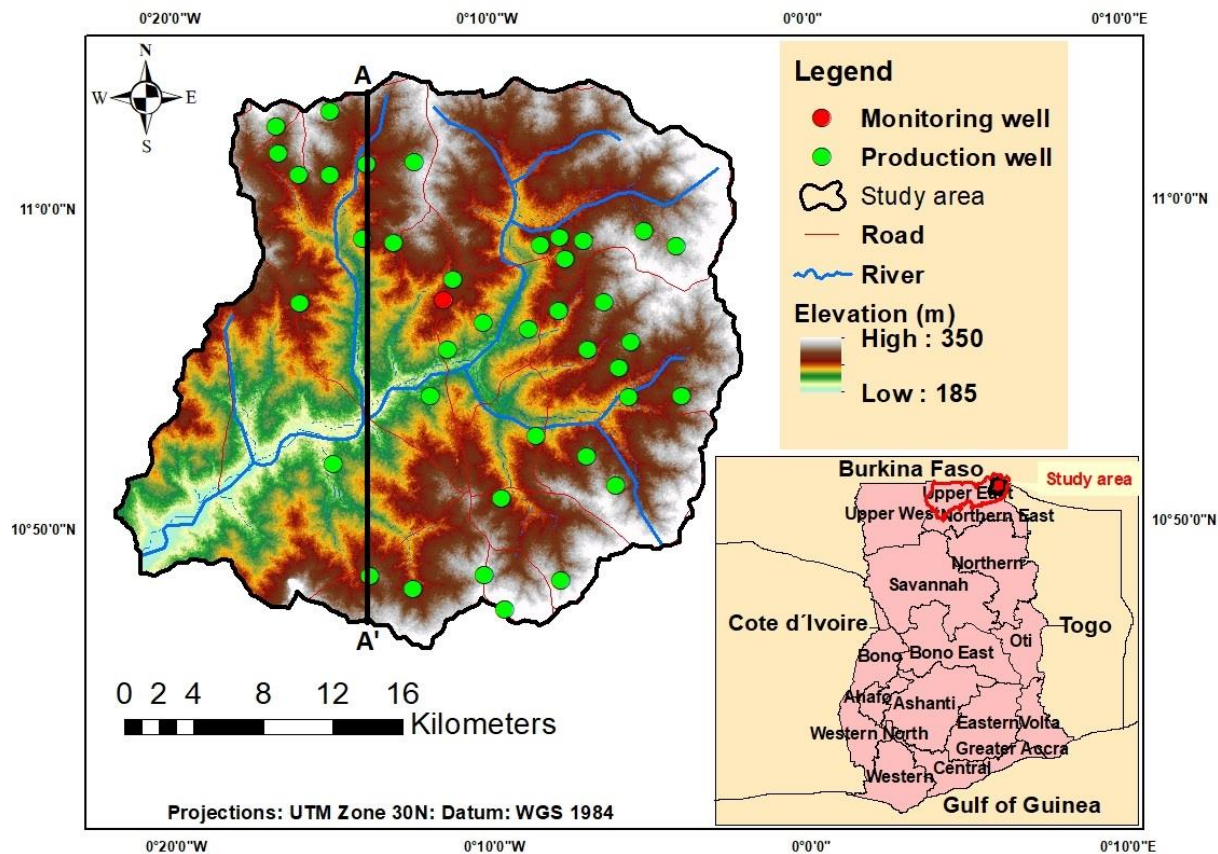 0°20'0"W 0°10'0"W 0°0'0" 0°10'0"E
N
W E
S
A
A'
11°0'0"N
10°50'0"N
11°0'0"N
10°50'0"N
Legend
Monitoring well
Production well
Study area
Road
River
Elevation (m)
High : 350
Low : 185
0 2 4 8 12 16
Kilometers
Projections: UTM Zone 30N: Datum: WGS 1984
Burkina Faso
Study area
Upper East
Upper West
Northern East
Northern
Savannah
Cote d´Ivoire
Togo
Oti
Bono
Bono East
Ahafo
Ashanti
Eastern
Volta
Western North
Greater Accra
Central
Western
Gulf of Guinea
0°20'0"W 0°10'0"W 0°0'0" 0°10'0"E